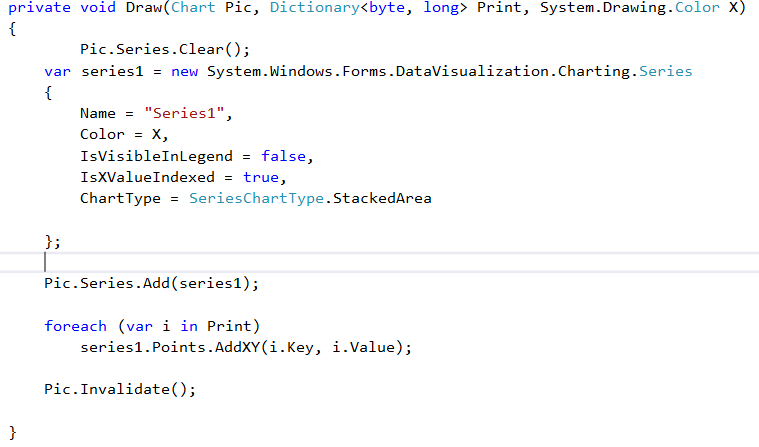 private void Draw(Chart Pic, Dictionary<byte, long> Print, System.Drawing.Color X)
{
Pic.Series.Clear();
var series1 = new System.Windows.Forms.DataVisualization.Charting.Series
{
Name = "Series1",
Color = X,
IsVisibleInLegend = false,
IsXValueIndexed = true,
ChartType = SeriesChartType.StackedArea
};
Pic.Series.Add(series1);
foreach (var i in Print)
series1.Points.AddXY(i.Key, i.Value);
Pic.Invalidate();
}